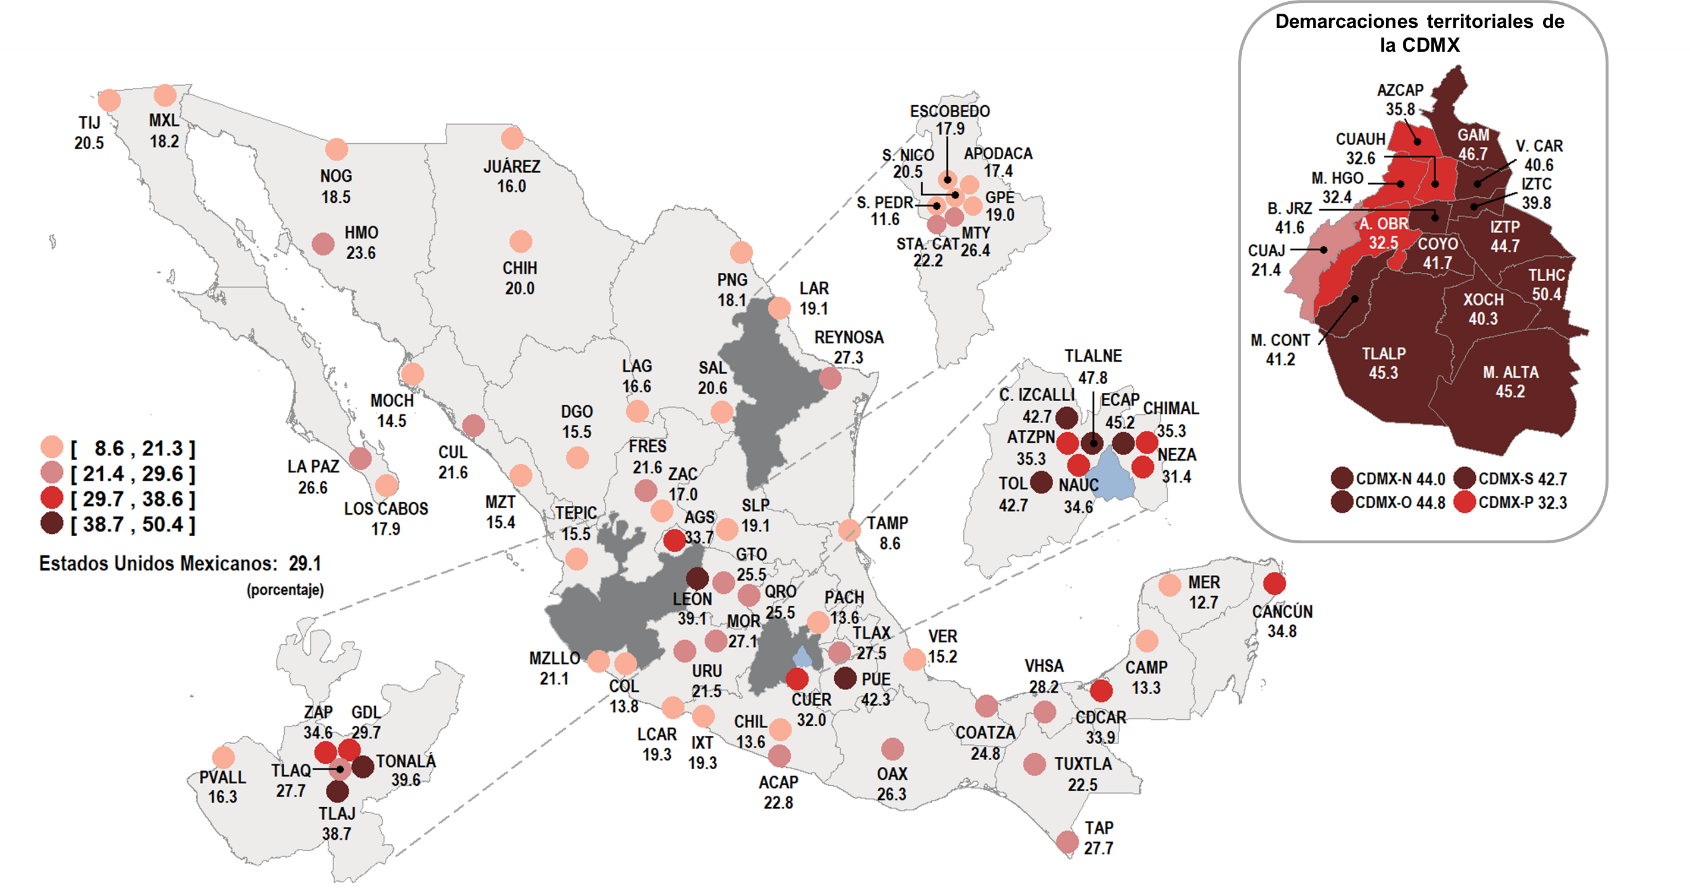 Demarcaciones territoriales de
la CDMX
AZCAP
35.8
CUAUH
32.6
M. HGO
32.4
B. JRZ
41.6
CUAJ
21.4
A. OBR
32.5
M. CONT
41.2
GAM
46.7
V. CAR
40.6
IZTC
39.8
IZTP
44.7
COYO
41.7
TLHC
50.4
XOCH
40.3
TLALP
45.3
M. ALTA
45.2
CDMX-N 44.0
CDMX-S 42.7
CDMX-O 44.8
CDMX-P 32.3
TIJ
20.5
MXL
18.2
NOG
18.5
HMO
23.6
JUÁREZ
16.0
CHIH
20.0
PNG
18.1
LAR
19.1
REYNOSA
27.3
ESCOBEDO
17.9
S. NICO
20.5
APODACA
17.4
S. PEDR
11.6
GPE
19.0
STA. CAT
22.2
MTY
26.4
MOCH
14.5
CUL
21.6
LA PAZ
26.6
LOS CABOS
17.9
MZT
15.4
DGO
15.5
LAG
16.6
SAL
20.6
FRES
21.6
ZAC
17.0
TEPIC
15.5
AGS
33.7
SLP
19.1
TAMP
8.6
GTO
25.5
LEÓN
39.1
QRO
25.5
PACH
13.6
MOR
27.1
URU
21.5
TLAX
27.5
PUE
42.3
CUER
32.0
VER
15.2
MZLLO
21.1
COL
13.8
LCAR
19.3
IXT
19.3
CHIL
13.6
ACAP
22.8
OAX
26.3
COATZA
24.8
VHSA
28.2
CDCAR
33.9
TUXTLA
22.5
TAP
27.7
CAMP
13.3
MER
12.7
CANCÚN
34.8
TLALNE
47.8
C. IZCALLI
42.7
ECAP
45.2
CHIMAL
35.3
ATZPN
35.3
NEZA
31.4
TOL
42.7
NAUC
34.6
ZAP
34.6
GDL
29.7
TLAQ
27.7
TONALÁ
39.6
TLAJ
38.7
PVALL
16.3
[ 8.6 , 21.3 ]
[ 21.4 , 29.6 ]
[ 29.7 , 38.6 ]
[ 38.7 , 50.4 ]
Estados Unidos Mexicanos: 29.1
(porcentaje)